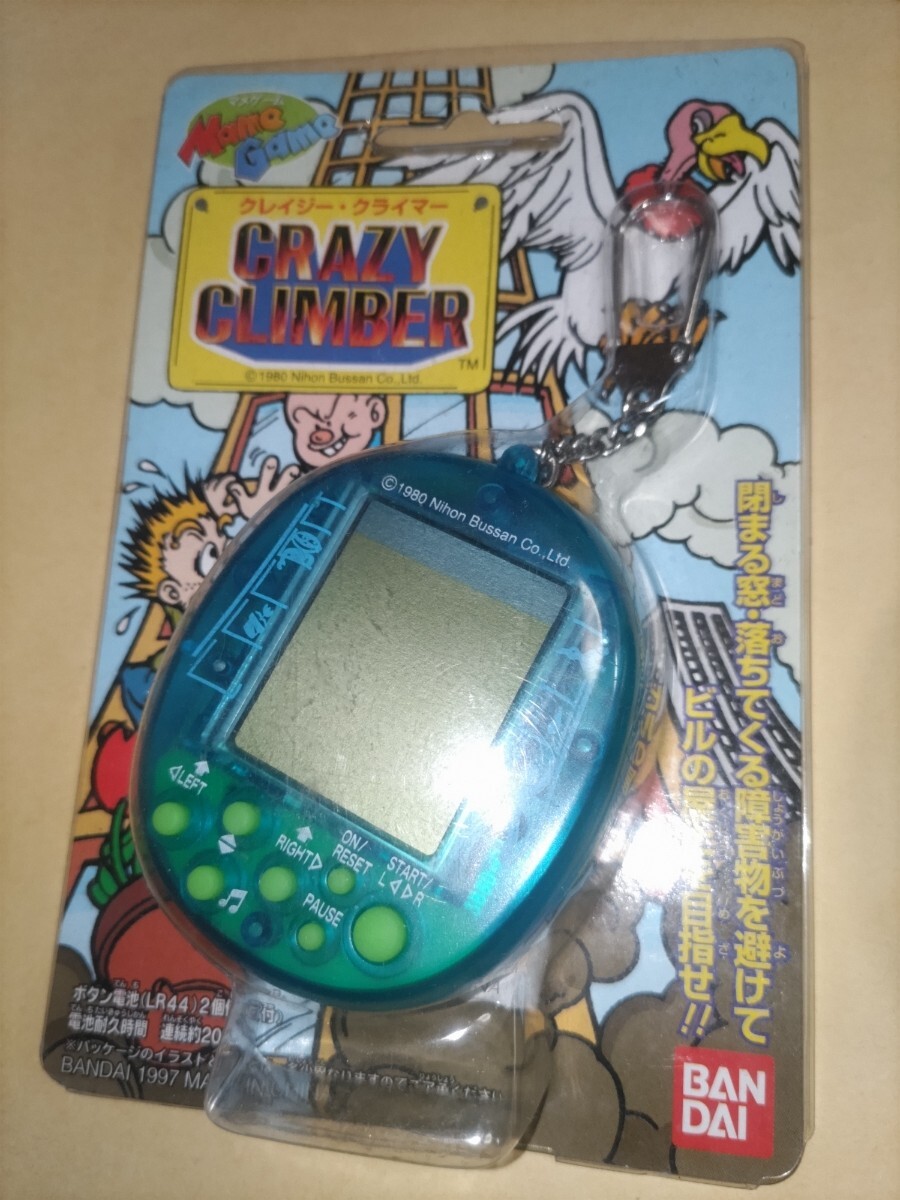 マメゲーム
Mame Game
クレイジー・クライマー
CRAZY
CLIMBER
TM
©1980 Nihon Bussan Co.,Ltd.
©1980 Nihon Bussan Co.,Ltd.
閉まる窓・落ちてくる障害物を避けて
ビルの屋 目指せ!!
LEFT
RIGHT
ON/
RESET
START/
L R
PAUSE
ボタン電池(LR44)2個
電池耐久時間 連続約20
※パッケージのイラスト
BANDAI 1997 MA
BAN
DAI